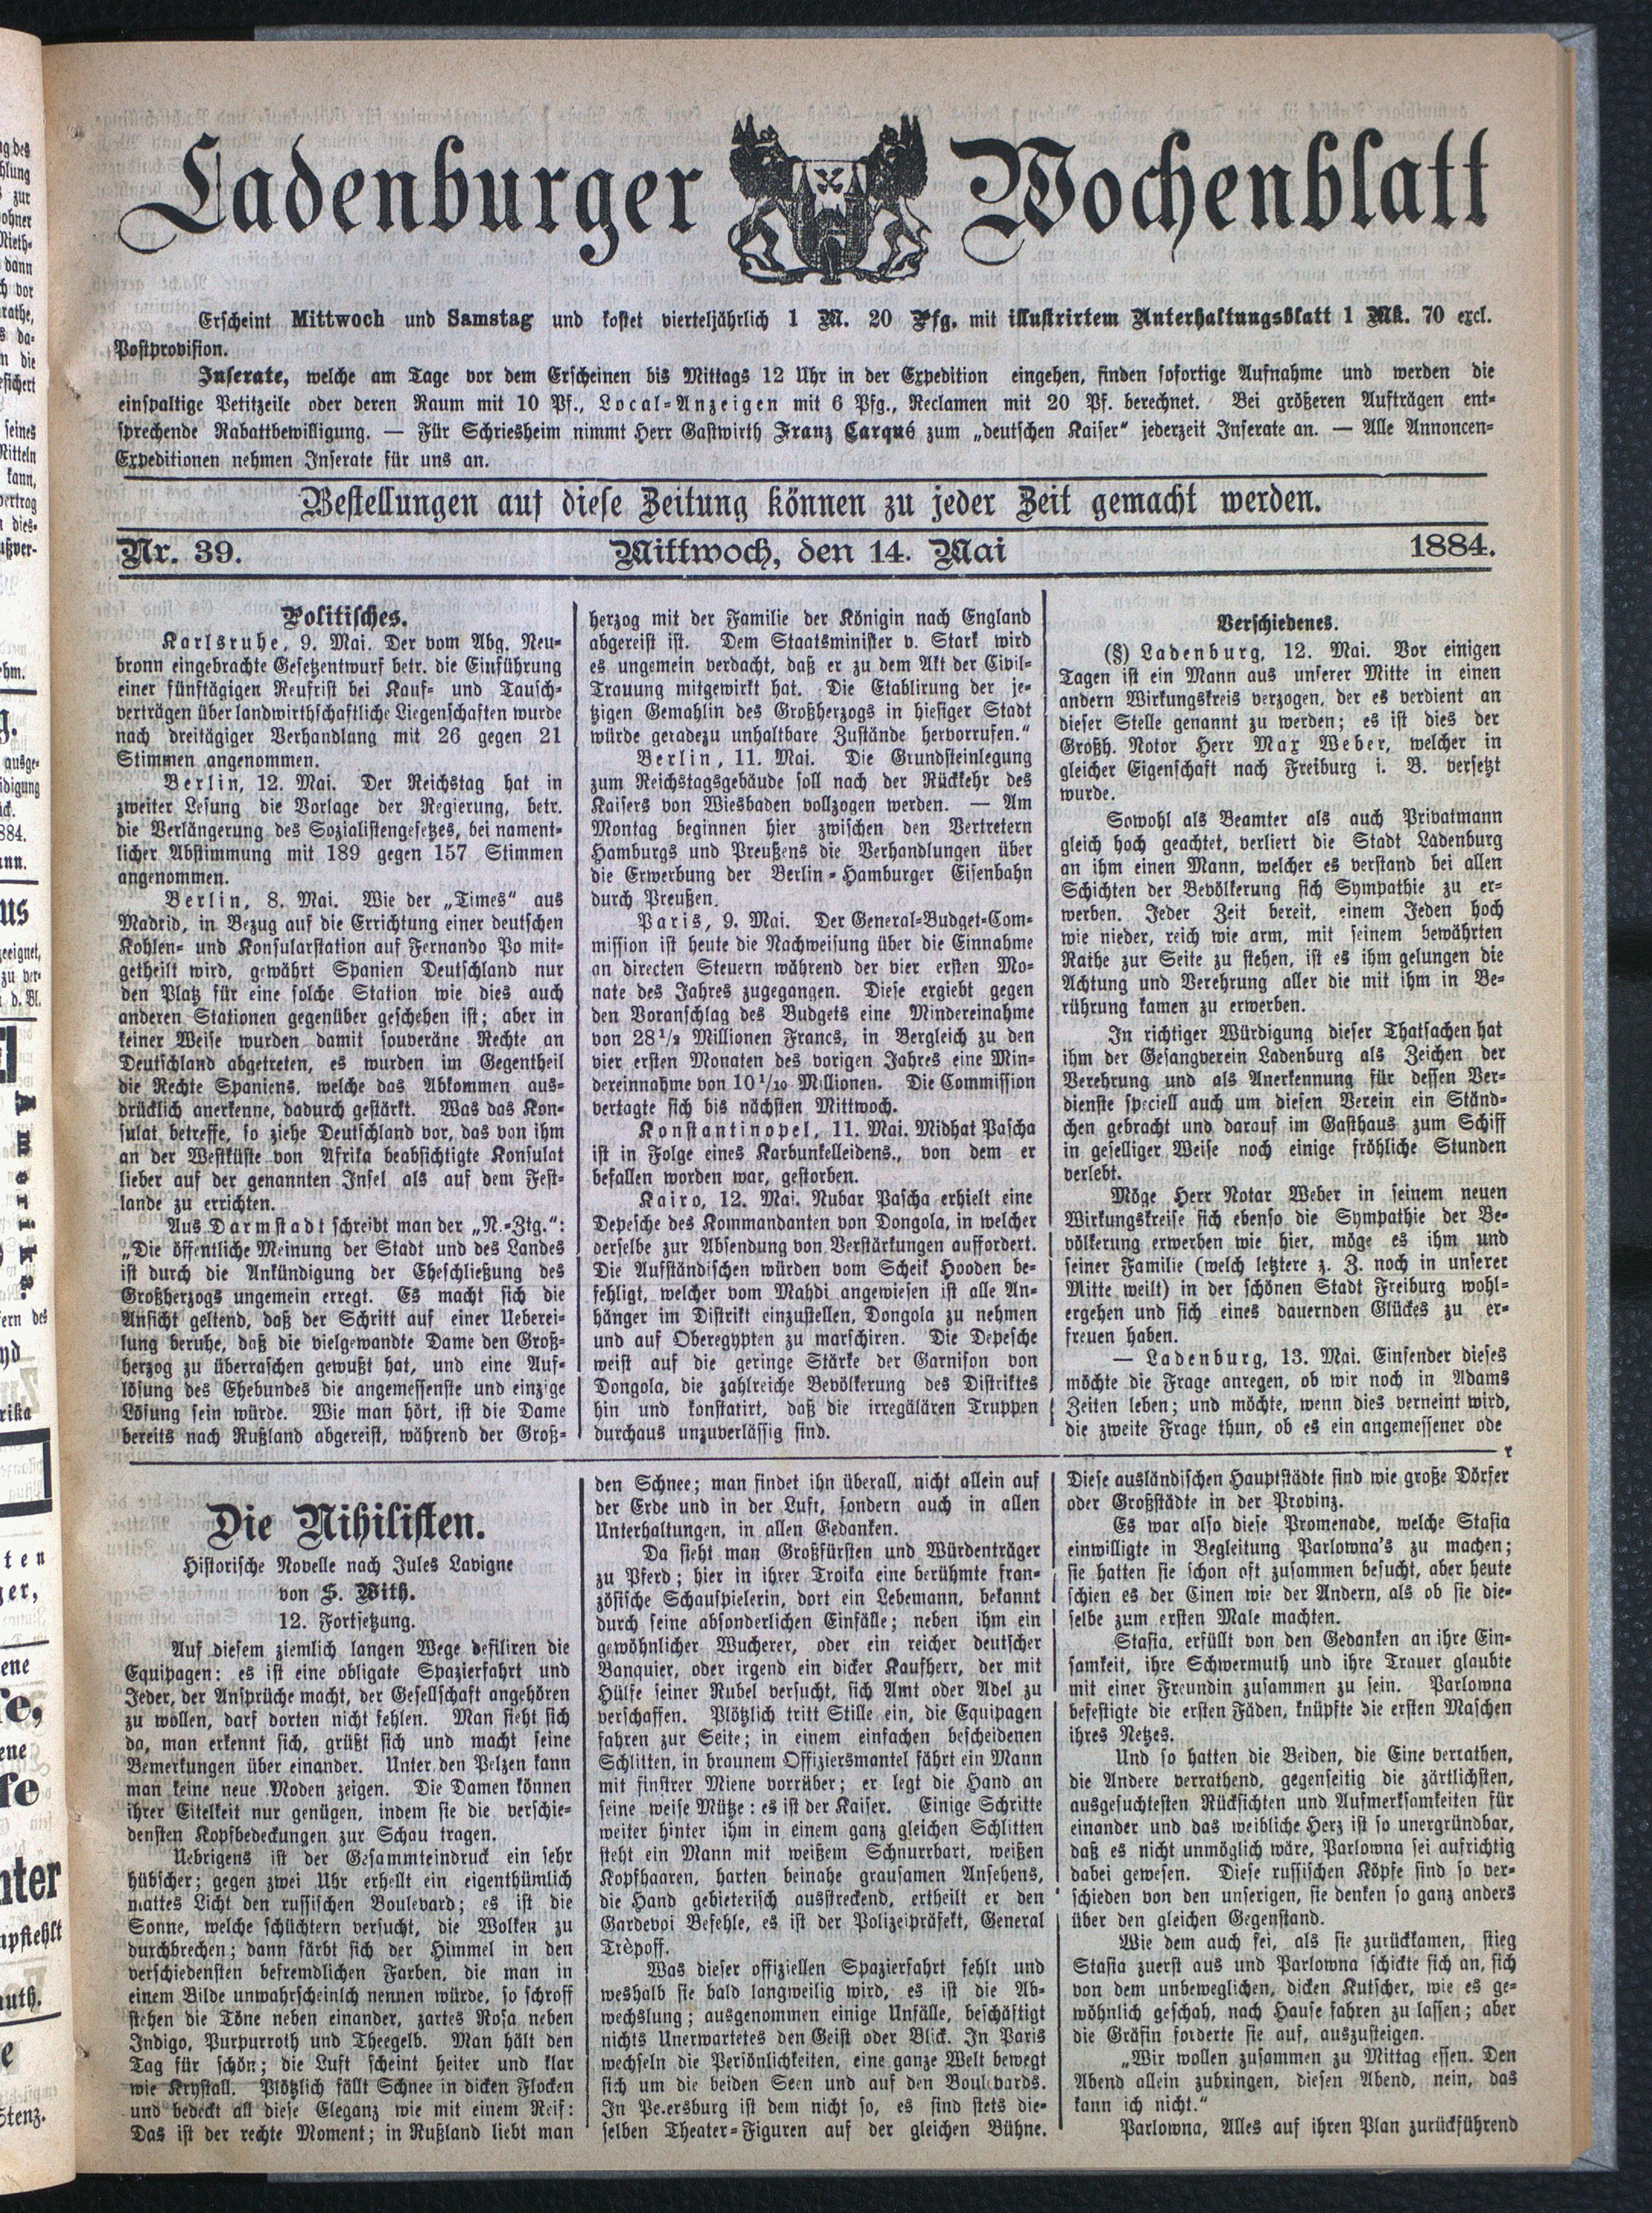 Ladenburger Wochenblatt
Erscheint Mittwoch und Samstag und kostet vierteljährlich 1 M. 20 Pfg. mit illustrirtem Unterhaltungsblatt 1 Mk. 70 excl.
Postprovision.
Inserate, welche am Tage vor dem Erscheinen bis Mittags 12 Uhr in der Expedition eingehen, finden sofortige Aufnahme und werden die
einspaltige Petitzeile oder deren Raum mit 10 Pf., Local-Anzeigen mit 6 Pfg., Reclamen mit 20 Pf. berechnet. Bei größeren Aufträgen ent-
sprechende Rabattbewilligung. — Für Schriesheim nimmt Herr Gastwirth Franz Carqué zum „deutschen Kaiser“ jederzeit Inserate an. — Alle Annoncen-
Expeditionen nehmen Inserate für uns an.
Bestellungen auf diese Zeitung können zu jeder Zeit gemacht werden.
Nr. 39. Mittwoch, den 14. Mai 1884.
Politisches.
Karlsruhe, 9. Mai. Der vom Abg. Neu-
bronn eingebrachte Gesetzentwurf betr. die Einführung
einer fünftägigen Reufrist bei Kauf- und Tausch-
verträgen über landwirthschaftliche Liegenschaften wurde
nach dreitägiger Verhandlung mit 26 gegen 21
Stimmen angenommen.
Berlin, 12. Mai. Der Reichstag hat in
zweiter Lesung die Vorlage der Regierung, betr.
die Verlängerung des Sozialistengesetzes, bei nament-
licher Abstimmung mit 189 gegen 157 Stimmen
angenommen.
Berlin, 8. Mai. Wie der „Times“ aus
Madrid, in Bezug auf die Errichtung einer deutschen
Kohlen- und Konsularstation auf Fernando Po mit-
getheilt wird, gewährt Spanien Deutschland nur
den Platz für eine solche Station wie dies auch
anderen Stationen gegenüber geschehen ist; aber in
keiner Weise wurden damit souveräne Rechte an
Deutschland abgetreten, es wurden im Gegentheil
die Rechte Spaniens, welche das Abkommen aus-
drücklich anerkenne, dadurch gestärkt. Was das Kon-
sulat betreffe, so ziehe Deutschland vor, das von ihm
an der Westküste von Afrika beabsichtigte Konsulat
lieber auf der genannten Insel als auf dem Fest-
lande zu errichten.
Aus Darmstadt schreibt man der „N.-Ztg.“:
„Die öffentliche Meinung der Stadt und des Landes
ist durch die Ankündigung der Eheschließung des
Großherzogs ungemein erregt. Es macht sich die
Ansicht geltend, daß der Schritt auf einer Ueberei-
lung beruhe, daß die vielgewandte Dame den Groß-
herzog zu überraschen gewußt hat, und eine Auf-
lösung des Ehebundes die angemessenste und einzige
Lösung sein würde. Wie man hört, ist die Dame
bereits nach Rußland abgereist, während der Groß-
herzog mit der Familie der Königin nach England
abgereist ist. Dem Staatsminister v. Stark wird
es ungemein verdacht, daß er zu dem Akt der Civil-
Trauung mitgewirkt hat. Die Etablirung der je-
tzigen Gemahlin des Großherzogs in hiesiger Stadt
würde geradezu unhaltbare Zustände hervorrufen.“
Berlin, 11. Mai. Die Grundsteinlegung
zum Reichstagsgebäude soll nach der Rückkehr des
Kaisers von Wiesbaden vollzogen werden. — Am
Montag beginnen hier zwischen den Vertretern
Hamburgs und Preußens die Verhandlungen über
die Erwerbung der Berlin-Hamburger Eisenbahn
durch Preußen.
Paris, 9. Mai. Der General-Budget-Com-
mission ist heute die Nachweisung über die Einnahme
an directen Steuern während der vier ersten Mo-
nate des Jahres zugegangen. Diese ergiebt gegen
den Voranschlag des Budgets eine Mindereinahme
von 28 1/2 Millionen Francs, in Bergleich zu den
vier ersten Monaten des vorigen Jahres eine Min-
dereinnahme von 10 1/10 Millionen. Die Commission
vertagte sich bis nächsten Mittwoch.
Konstantinopel, 11. Mai. Midhat Pascha
ist in Folge eines Karbunkelleidens., von dem er
befallen worden war, gestorben.
Kairo, 12. Mai. Nubar Pascha erhielt eine
Depesche des Kommandanten von Dongola, in welcher
derselbe zur Absendung von Verstärkungen auffordert.
Die Aufständischen würden vom Scheik Hooden be-
fehligt, welcher vom Mahdi angewiesen ist alle An-
hänger im Distrikt einzustellen, Dongola zu nehmen
und auf Oberegypten zu marschiren. Die Depesche
weist auf die geringe Stärke der Garnison von
Dongola, die zahlreiche Bevölkerung des Distriktes
hin und konstatirt, daß die irregälären Truppen
durchaus unzuverlässig sind.
Verschiedenes.
(§) Ladenburg, 12. Mai. Vor einigen
Tagen ist ein Mann aus unserer Mitte in einen
andern Wirkungskreis verzogen, der es verdient an
dieser Stelle genannt zu werden; es ist dies der
Großh. Notor Herr Max Weber, welcher in
gleicher Eigenschaft nach Freiburg i. B. versetzt
wurde.
Sowohl als Beamter als auch Privatmann
gleich hoch geachtet, verliert die Stadt Ladenburg
an ihm einen Mann, welcher es verstand bei allen
Schichten der Bevölkerung sich Sympathie zu er-
werben. Jeder Zeit bereit, einem Jeden hoch
wie nieder, reich wie arm, mit seinem bewährten
Rathe zur Seite zu stehen, ist es ihm gelungen die
Achtung und Verehrung aller die mit ihm in Be-
rührung kamen zu erwerben.
In richtiger Würdigung dieser Thatsachen hat
ihm der Gesangverein Ladenburg als Zeichen der
Verehrung und als Anerkennung für dessen Ver-
dienste speciell auch um diesen Verein ein Ständ-
chen gebracht und darauf im Gasthaus zum Schiff
in geselliger Weise noch einige fröhliche Stunden
verlebt.
Möge Herr Notar Weber in seinem neuen
Wirkungskreise sich ebenso die Sympathie der Be-
völkerung erwerben wie hier, möge es ihm und
seiner Familie (welch letztere z. Z. noch in unserer
Mitte weilt) in der schönen Stadt Freiburg wohl-
ergehen und sich eines dauernden Glückes zu er-
freuen haben.
— Ladenburg, 13. Mai. Einsender dieses
möchte die Frage anregen, ob wir noch in Adams
Zeiten leben; und möchte, wenn dies verneint wird,
die zweite Frage thun, ob es ein angemessener ode
r
Die Nihilisten.
Historische Novelle nach Jules Lavigne
von S. With.
12. Fortsetzung.
Auf diesem ziemlich langen Wege defiliren die
Equipagen: es ist eine obligate Spazierfahrt und
Jeder, der Ansprüche macht, der Gesellschaft angehören
zu wollen, darf dorten nicht fehlen. Man sieht sich
da, man erkennt sich, grüßt sich und macht seine
Bemerkungen über einander. Unter den Pelzen kann
man keine neue Moden zeigen. Die Damen können
ihrer Eitelkeit nur genügen, indem sie die verschie-
densten Kopfbedeckungen zur Schau tragen.
Uebrigens ist der Gesammteindruck ein sehr
hübscher; gegen zwei Uhr erhellt ein eigenthümlich
mattes Licht den russischen Boulevard; es ist die
Sonne, welche schüchtern versucht, die Wolken zu
durchbrechen; dann färbt sich der Himmel in den
verschiedensten befremdlichen Farben, die man in
einem Bilde unwahrscheinlch nennen würde, so schroff
stehen die Töne neben einander, zartes Rosa neben
Indigo, Purpurroth und Theegelb. Man hält den
Tag für schön; die Luft scheint heiter und klar
wie Krystall. Plötzlich fällt Schnee in dicken Flocken
und bedeckt all diese Eleganz wie mit einem Reif:
Das ist der rechte Moment; in Rußland liebt man
den Schnee; man findet ihn überall, nicht allein auf
der Erde und in der Luft, sondern auch in allen
Unterhaltungen, in allen Gedanken.
Da sieht man Großfürsten und Würdenträger
zu Pferd; hier in ihrer Troika eine berühmte fran-
zösische Schauspielerin, dort ein Lebemann, bekannt
durch seine absonderlichen Einfälle; neben ihm ein
gewöhnlicher Wucherer, oder ein reicher deutscher
Banquier, oder irgend ein dicker Kaufherr, der mit
Hülfe seiner Rubel versucht, sich Amt oder Adel zu
verschaffen. Plötzlich tritt Stille ein, die Equipagen
fahren zur Seite; in einem einfachen bescheidenen
Schlitten, in braunem Offiziersmantel fährt ein Mann
mit finstrer Miene vorrüber; er legt die Hand an
seine weise Mütze: es ist der Kaiser. Einige Schritte
weiter hinter ihm in einem ganz gleichen Schlitten
steht ein Mann mit weißem Schnurrbart, weißen
Kopfhaaren, harten beinahe grausamen Ansehens,
die Hand gebieterisch ausstreckend, ertheilt er den
Gardevoi Befehle, es ist der Polizeipräfekt, General
Trèpoff.
Was dieser offiziellen Spazierfahrt fehlt und
weshalb sie bald langweilig wird, es ist die Ab-
wechslung; ausgenommen einige Unfälle, beschäftigt
nichts Unerwartetes den Geist oder Blick. In Paris
wechseln die Persönlichkeiten, eine ganze Welt bewegt
sich um die beiden Seen und auf den Boulevards.
In Petersburg ist dem nicht so, es sind stets die-
selben Theater-Figuren auf der gleichen Bühne.
Diese ausländischen Hauptstädte sind wie große Dörfer
oder Großstädte in der Provinz.
Es war also diese Promenade, welche Stasia
einwilligte in Begleitung Parlowna's zu machen;
sie hatten sie schon oft zusammen besucht, aber heute
schien es der Einen wie der Andern, als ob sie die-
selbe zum ersten Male machten.
Stasia, erfüllt von den Gedanken an ihre Ein-
samkeit, ihre Schwermuth und ihre Trauer glaubte
mit einer Freundin zusammen zu sein. Parlowna
befestigte die ersten Fäden, knüpfte die ersten Maschen
ihres Netzes.
Und so hatten die Beiden, die Eine verrathen,
die Andere verrathend, gegenseitig die zärtlichsten,
ausgesuchtesten Rücksichten und Aufmerksamkeiten für
einander und das weibliche Herz ist so unergründbar,
daß es nicht unmöglich wäre, Parlowna sei aufrichtig
dabei gewesen. Diese russischen Köpfe sind so ver-
schieden von den unserigen, sie denken so ganz anders
über den gleichen Gegenstand.
Wie dem auch sei, als sie zurückkamen, stieg
Stasia zuerst aus und Parlowna schickte sich an, sich
von dem unbeweglichen, dicken Kutscher, wie es ge-
wöhnlich geschah, nach Hause fahren zu lassen; aber
die Gräfin forderte sie auf, auszusteigen.
„Wir wollen zusammen zu Mittag essen. Den
Abend allein zubringen, diesen Abend, nein, das
kann ich nicht.“
Parlowna, Alles auf ihren Plan zurückführend